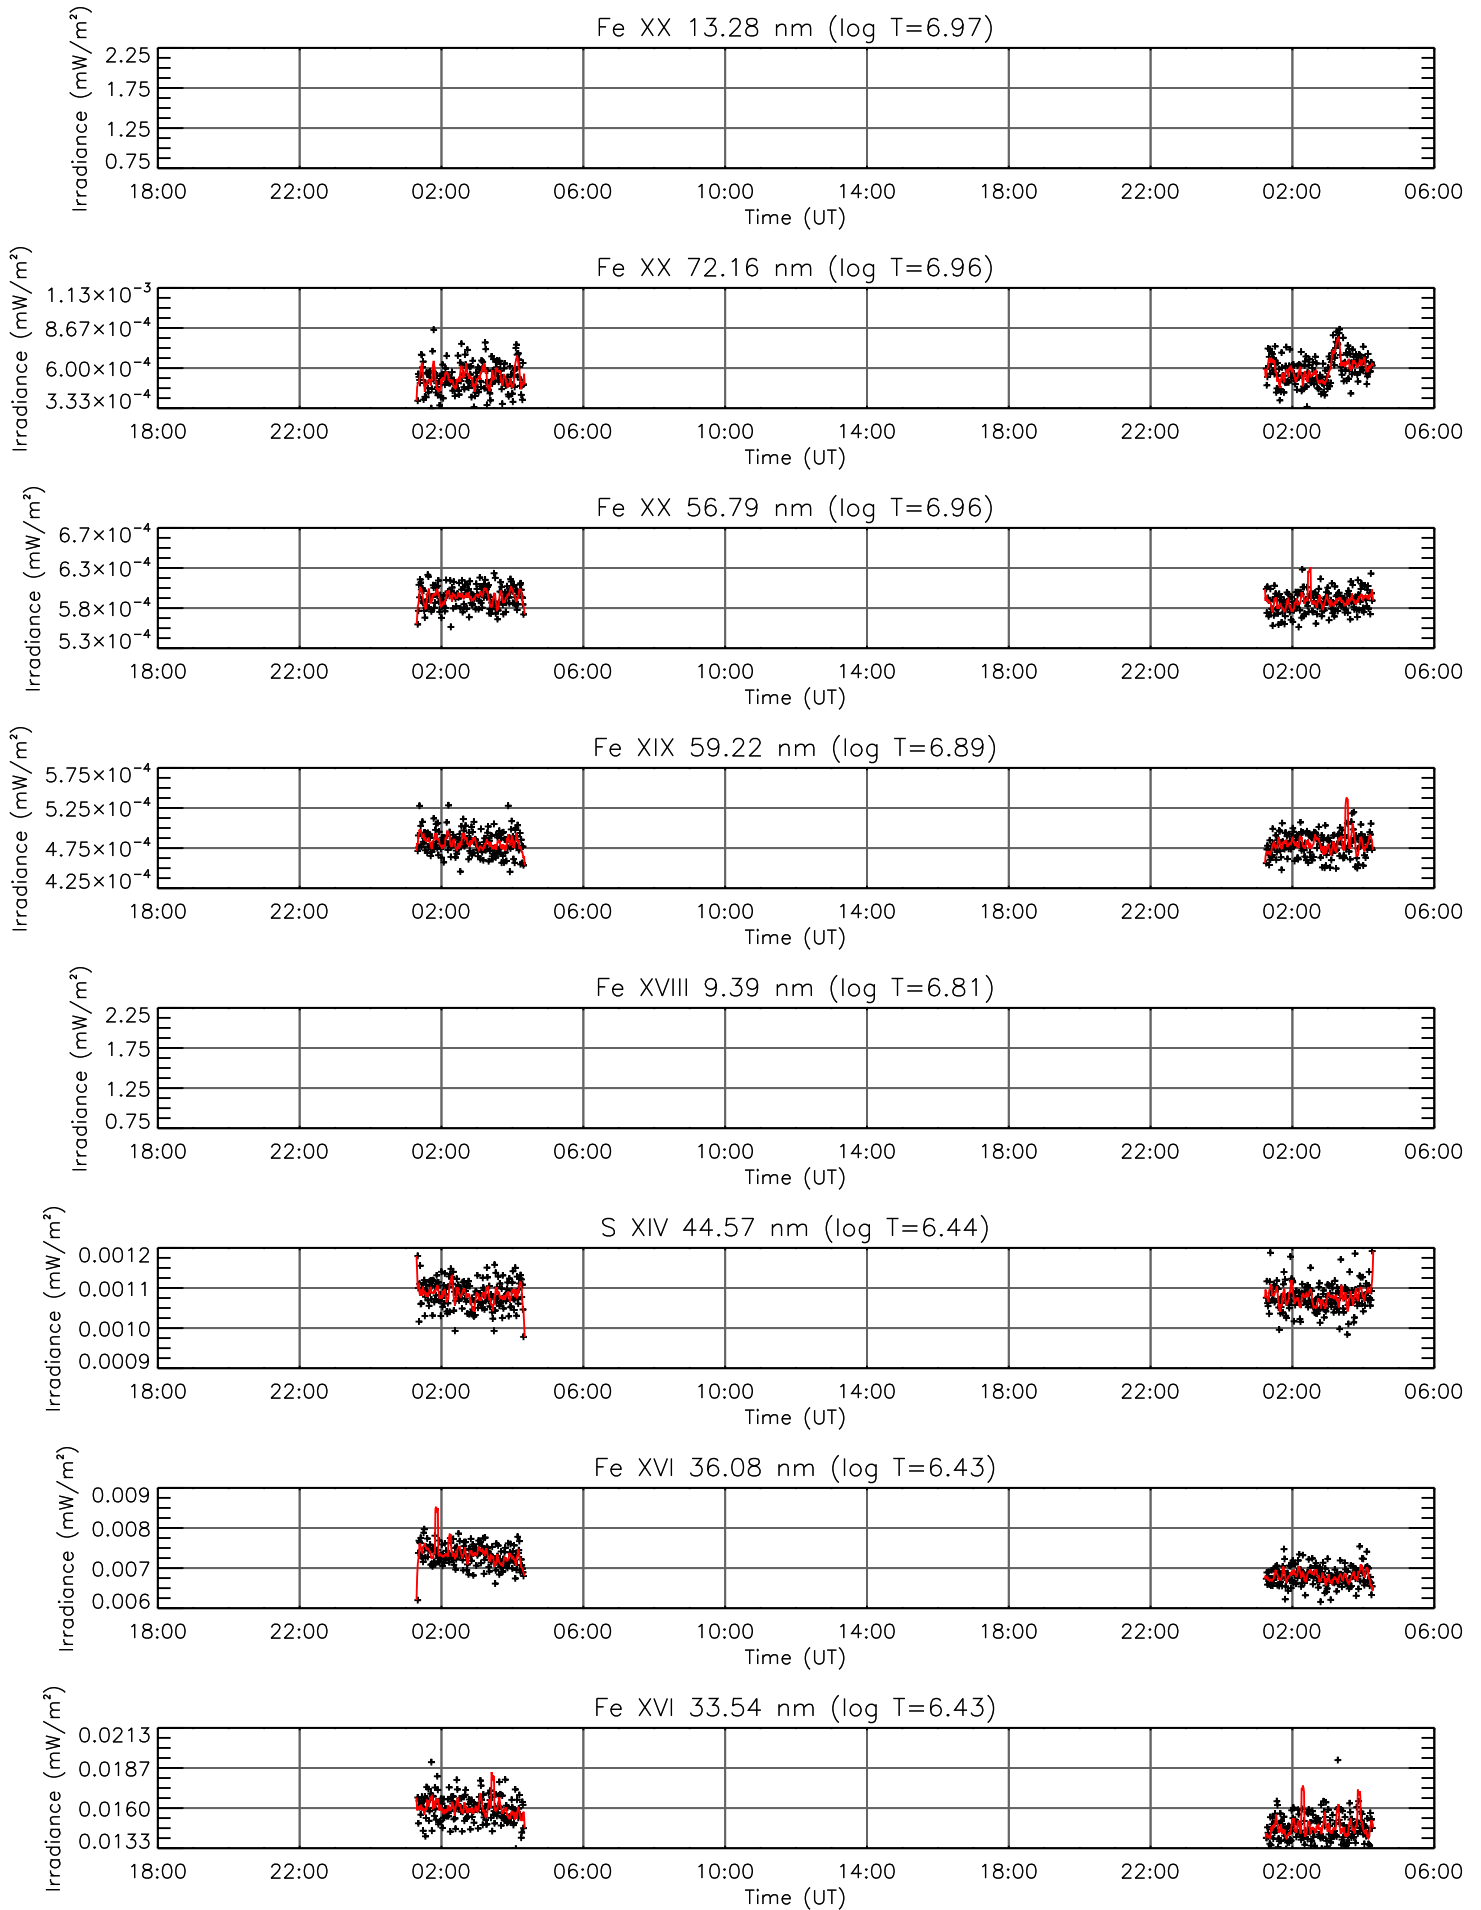 Fe XX 13.28 nm (log T=6.97)
Irradiance (mW/m²)
2.25
1.75
1.25
0.75
18:00 22:00 02:00 06:00 10:00 14:00 18:00 22:00 02:00 06:00
Time (UT)
Fe XX 72.16 nm (log T=6.96)
Irradiance (mW/m²)
1.13×10⁻³
8.67×10⁻⁴
6.00×10⁻⁴
3.33×10⁻⁴
18:00 22:00 02:00 06:00 10:00 14:00 18:00 22:00 02:00 06:00
Time (UT)
Fe XX 56.79 nm (log T=6.96)
Irradiance (mW/m²)
6.7×10⁻⁴
6.3×10⁻⁴
5.8×10⁻⁴
5.3×10⁻⁴
18:00 22:00 02:00 06:00 10:00 14:00 18:00 22:00 02:00 06:00
Time (UT)
Fe XIX 59.22 nm (log T=6.89)
Irradiance (mW/m²)
5.75×10⁻⁴
5.25×10⁻⁴
4.75×10⁻⁴
4.25×10⁻⁴
18:00 22:00 02:00 06:00 10:00 14:00 18:00 22:00 02:00 06:00
Time (UT)
Fe XVIII 9.39 nm (log T=6.81)
Irradiance (mW/m²)
2.25
1.75
1.25
0.75
18:00 22:00 02:00 06:00 10:00 14:00 18:00 22:00 02:00 06:00
Time (UT)
S XIV 44.57 nm (log T=6.44)
Irradiance (mW/m²)
0.0012
0.0011
0.0010
0.0009
18:00 22:00 02:00 06:00 10:00 14:00 18:00 22:00 02:00 06:00
Time (UT)
Fe XVI 36.08 nm (log T=6.43)
Irradiance (mW/m²)
0.009
0.008
0.007
0.006
18:00 22:00 02:00 06:00 10:00 14:00 18:00 22:00 02:00 06:00
Time (UT)
Fe XVI 33.54 nm (log T=6.43)
Irradiance (mW/m²)
0.0213
0.0187
0.0160
0.0133
18:00 22:00 02:00 06:00 10:00 14:00 18:00 22:00 02:00 06:00
Time (UT)